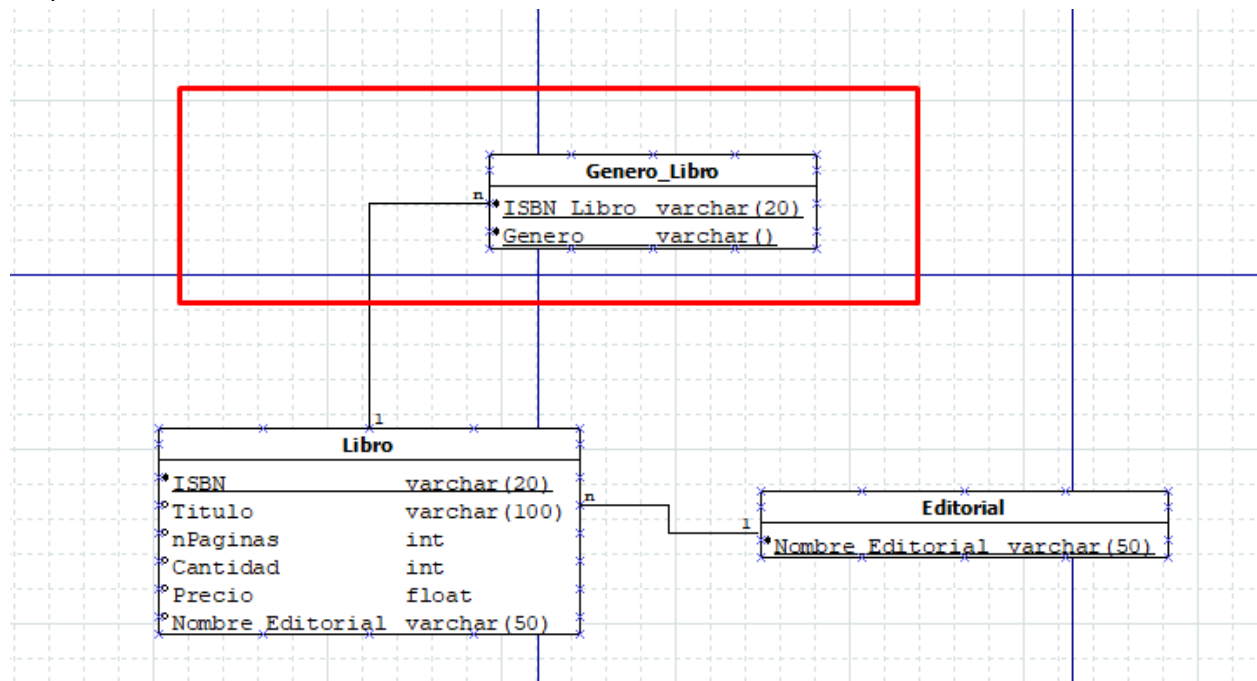 Genero_Libro
n
ISBN_Libro varchar(20)
Genero varchar()
1
Libro
ISBN varchar(20)
Titulo varchar(100)
nPaginas int
Cantidad int
Precio float
Nombre_Editorial varchar(50)
n
1
Editorial
Nombre_Editorial varchar(50)